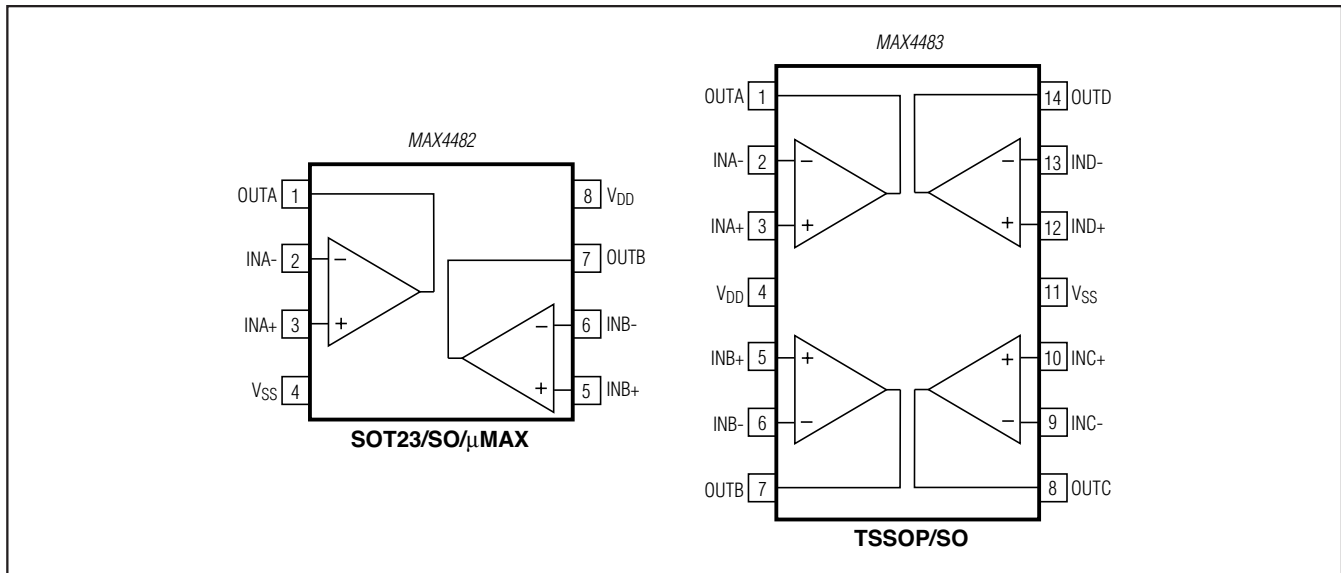 MAX4482
OUTA 1
INA- 2
INA+ 3
VSS 4
8 VDD
7 OUTB
6 INB-
5 INB+
− +
− +
SOT23/SO/µMAX
MAX4483
OUTA 1
INA- 2
INA+ 3
VDD 4
INB+ 5
INB- 6
OUTB 7
14 OUTD
13 IND-
12 IND+
11 VSS
10 INC+
9 INC-
8 OUTC
− +
− +
+ −
+ −
TSSOP/SO